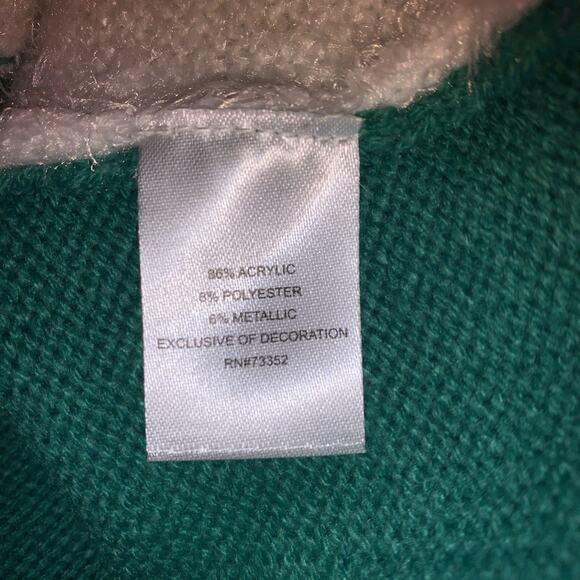 86% ACRYLIC
8% POLYESTER
6% METALLIC
EXCLUSIVE OF DECORATION
RN#73352